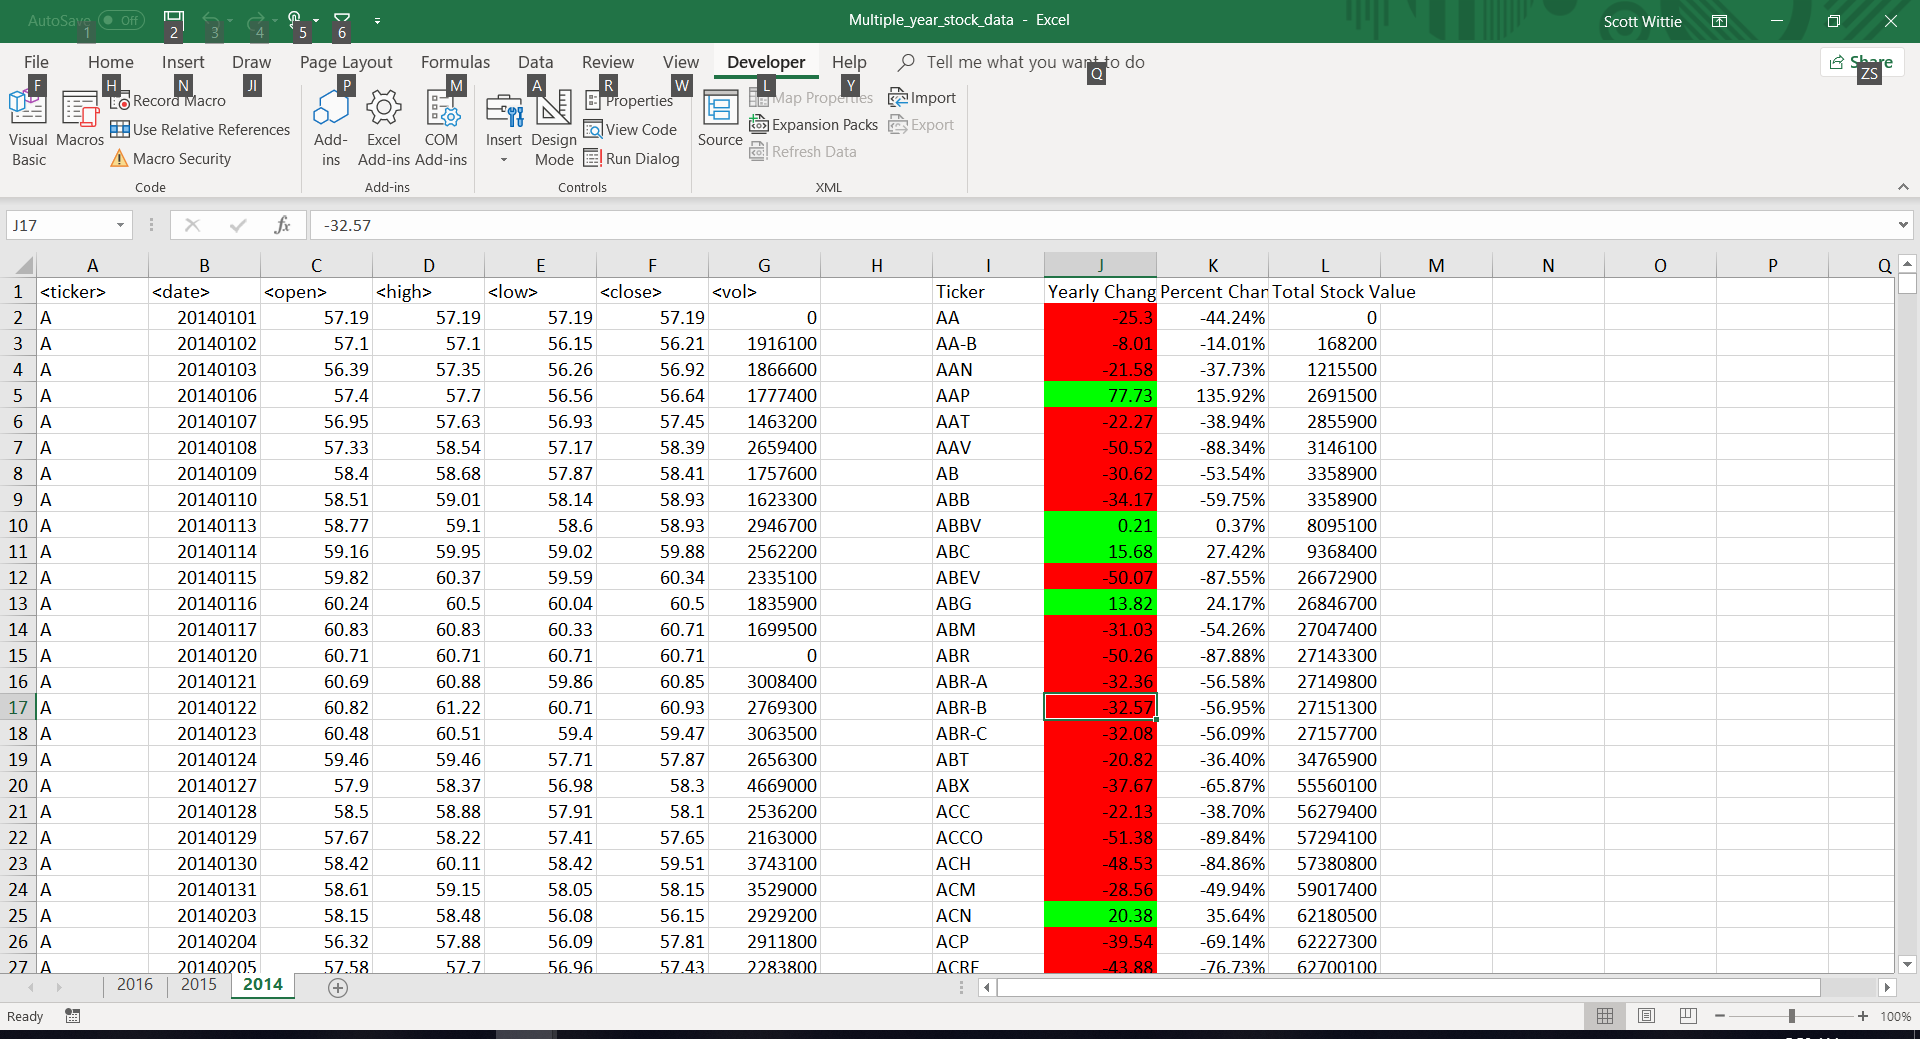 AutoSave Off Multiple_year_stock_data - Excel Scott Wittie
1 2 3 4 5 6
File Home Insert Draw Page Layout Formulas Data Review View Developer Help Tell me what you want to do Share
F H N JI P M A R W L Y Q ZS
Visual Basic
Macros
Record Macro
Use Relative References
Macro Security
Code
Add-ins
Excel Add-ins
COM Add-ins
Add-ins
Insert
Design Mode
Properties
View Code
Run Dialog
Controls
Source
Map Properties
Expansion Packs
Refresh Data
Import
Export
XML
J17 fx -32.57
A B C D E F G H I J K L M N O P Q
1 <ticker> <date> <open> <high> <low> <close> <vol> Ticker Yearly Chang Percent Chan Total Stock Value
2 A 20140101 57.19 57.19 57.19 57.19 0 AA -25.3 -44.24% 0
3 A 20140102 57.1 57.1 56.15 56.21 1916100 AA-B -8.01 -14.01% 168200
4 A 20140103 56.39 57.35 56.26 56.92 1866600 AAN -21.58 -37.73% 1215500
5 A 20140106 57.4 57.7 56.56 56.64 1777400 AAP 77.73 135.92% 2691500
6 A 20140107 56.95 57.63 56.93 57.45 1463200 AAT -22.27 -38.94% 2855900
7 A 20140108 57.33 58.54 57.17 58.39 2659400 AAV -50.52 -88.34% 3146100
8 A 20140109 58.4 58.68 57.87 58.41 1757600 AB -30.62 -53.54% 3358900
9 A 20140110 58.51 59.01 58.14 58.93 1623300 ABB -34.17 -59.75% 3358900
10 A 20140113 58.77 59.1 58.6 58.93 2946700 ABBV 0.21 0.37% 8095100
11 A 20140114 59.16 59.95 59.02 59.88 2562200 ABC 15.68 27.42% 9368400
12 A 20140115 59.82 60.37 59.59 60.34 2335100 ABEV -50.07 -87.55% 26672900
13 A 20140116 60.24 60.5 60.04 60.5 1835900 ABG 13.82 24.17% 26846700
14 A 20140117 60.83 60.83 60.33 60.71 1699500 ABM -31.03 -54.26% 27047400
15 A 20140120 60.71 60.71 60.71 60.71 0 ABR -50.26 -87.88% 27143300
16 A 20140121 60.69 60.88 59.86 60.85 3008400 ABR-A -32.36 -56.58% 27149800
17 A 20140122 60.82 61.22 60.71 60.93 2769300 ABR-B -32.57 -56.95% 27151300
18 A 20140123 60.48 60.51 59.4 59.47 3063500 ABR-C -32.08 -56.09% 27157700
19 A 20140124 59.46 59.46 57.71 57.87 2656300 ABT -20.82 -36.40% 34765900
20 A 20140127 57.9 58.37 56.98 58.3 4669000 ABX -37.67 -65.87% 55560100
21 A 20140128 58.5 58.88 57.91 58.1 2536200 ACC -22.13 -38.70% 56279400
22 A 20140129 57.67 58.22 57.41 57.65 2163000 ACCO -51.38 -89.84% 57294100
23 A 20140130 58.42 60.11 58.42 59.51 3743100 ACH -48.53 -84.86% 57380800
24 A 20140131 58.61 59.15 58.05 58.15 3529000 ACM -28.56 -49.94% 59017400
25 A 20140203 58.15 58.48 56.08 56.15 2929200 ACN 20.38 35.64% 62180500
26 A 20140204 56.32 57.88 56.09 57.81 2911800 ACP -39.54 -69.14% 62227300
27 A 20140205 57.58 57.7 56.96 57.43 2283800 ACRE -43.88 -76.73% 62700100
2016 2015 2014
Ready 100%